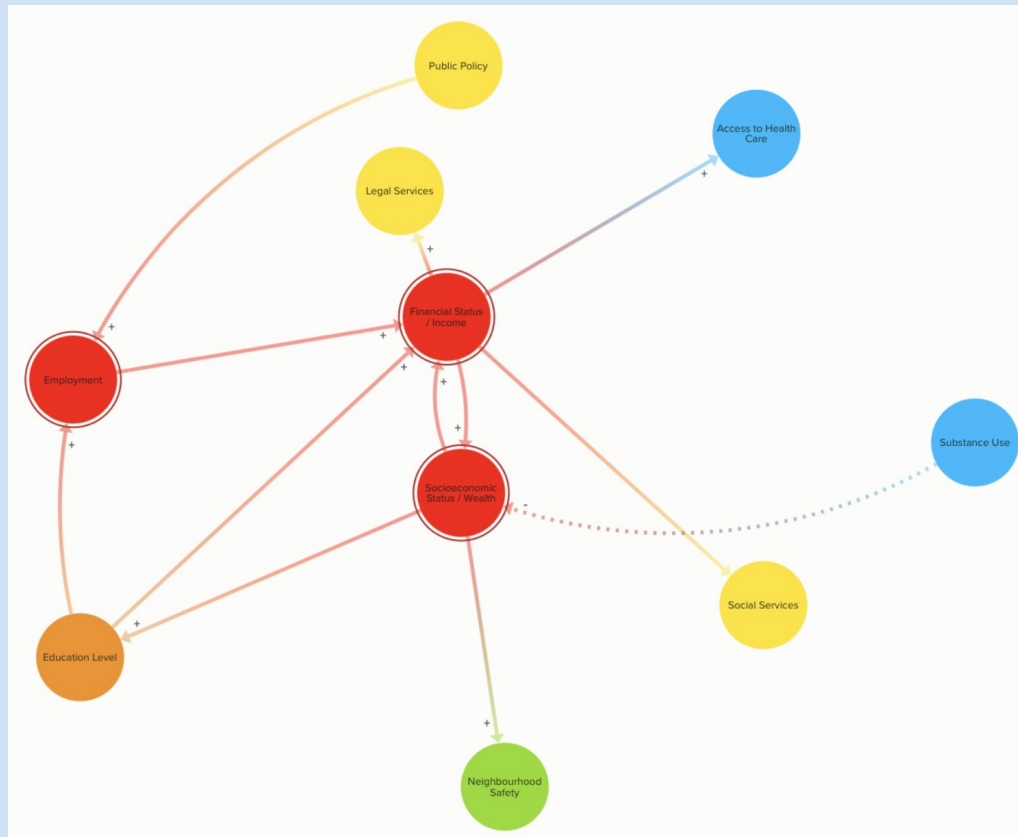 Public Policy
Access to Health
Care
+
Legal Services
+
Financial Status
/ Income
+
+
+
+
Employment
+
+
Substance Use
Socioeconomic
Status / Wealth
-
Social Services
+
Education Level
+
Neighbourhood
Safety